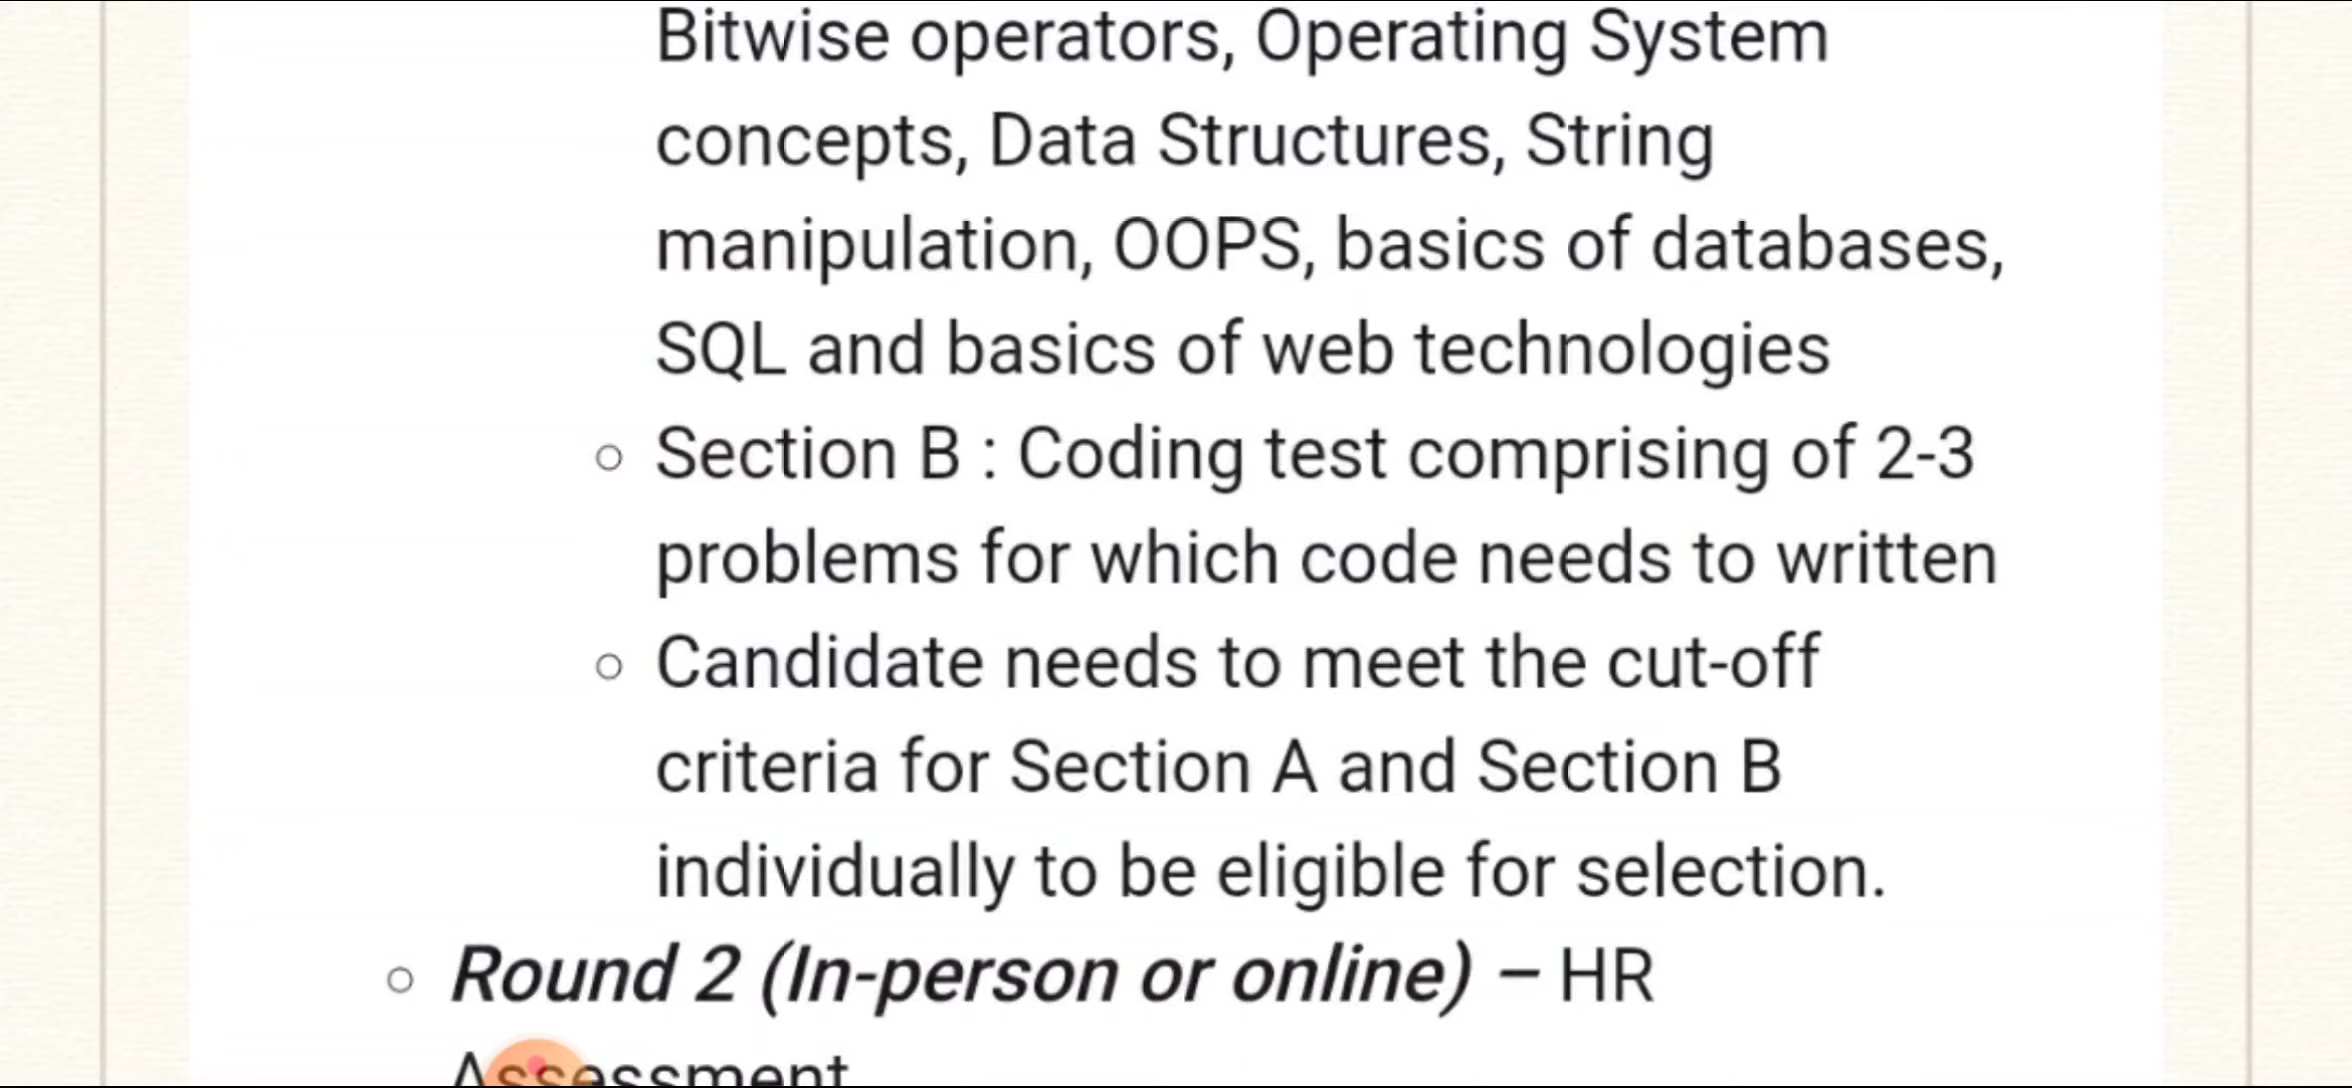 Bitwise operators, Operating System
concepts, Data Structures, String
manipulation, OOPS, basics of databases,
SQL and basics of web technologies
Section B : Coding test comprising of 2-3
problems for which code needs to written
Candidate needs to meet the cut-off
criteria for Section A and Section B
individually to be eligible for selection.
Round 2 (In-person or online) – HR
Assessment